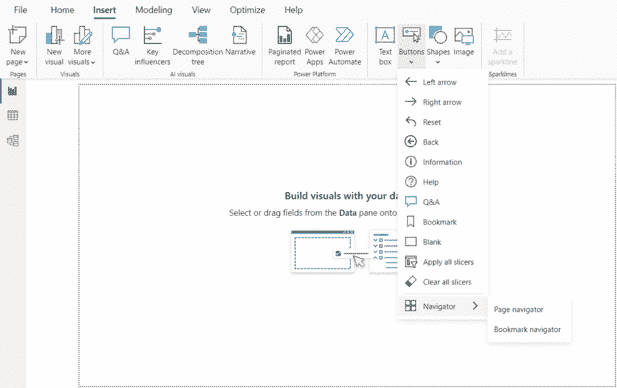 File Home Insert Modeling View Optimize Help
New page
New visual
More visuals
Q&A
Key influencers
Decomposition tree
Narrative
Paginated report
Power Apps
Power Automate
Text box
Buttons
Shapes
Image
Add a sparkline
Pages
Visuals
AI visuals
Power Platform
Sparklines
Left arrow
Right arrow
Reset
Back
Information
Help
Q&A
Bookmark
Blank
Apply all slicers
Clear all slicers
Navigator
Page navigator
Bookmark navigator
Build visuals with your da
Select or drag fields from the Data pane onto